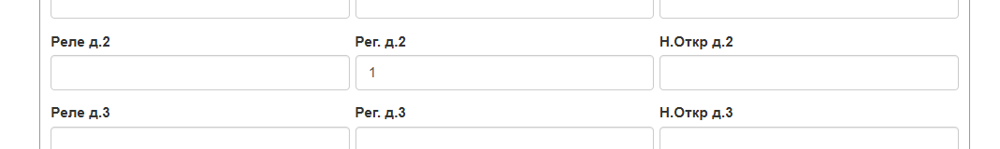 Реле д.2 Рег. д.2 Н.Откр д.2
1
Реле д.3 Рег. д.3 Н.Откр д.3